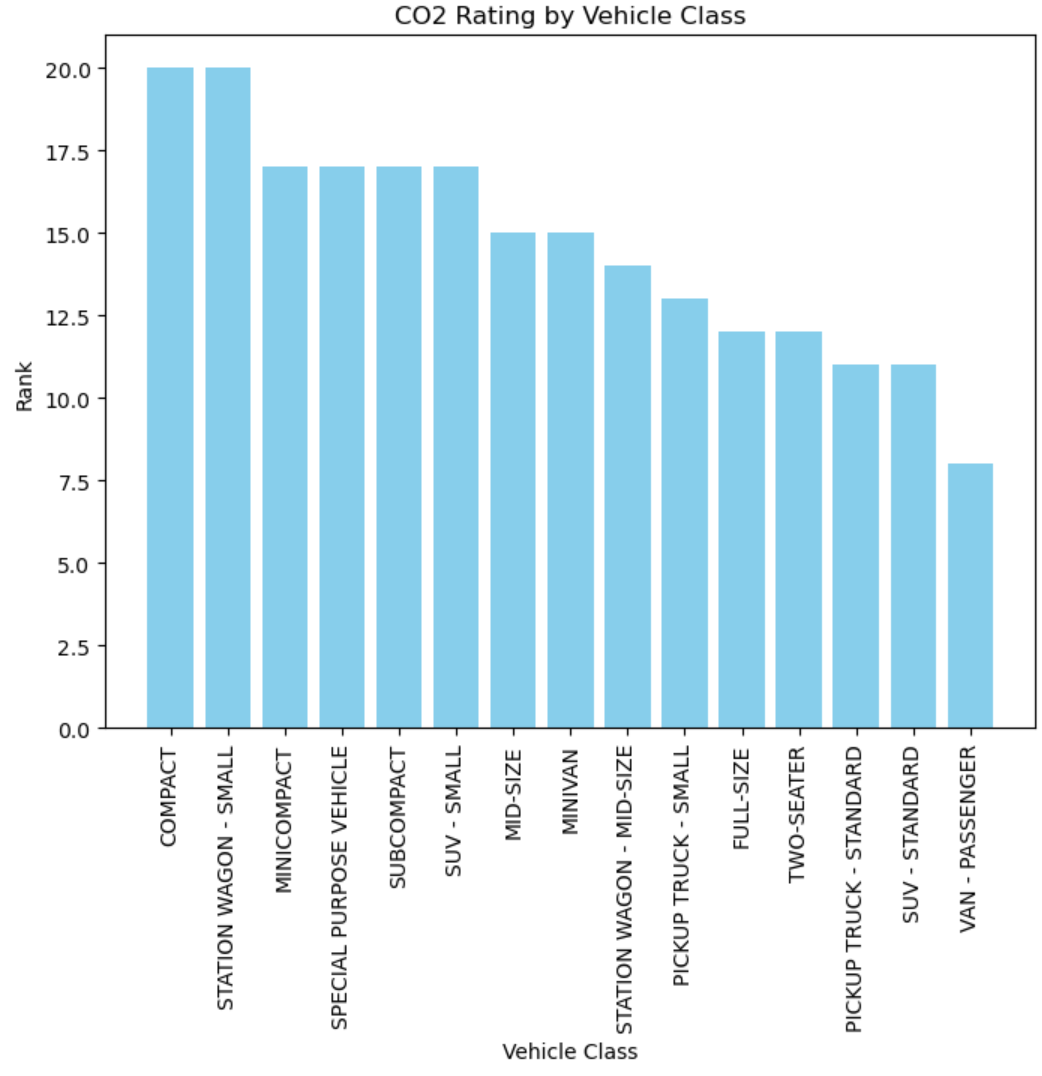 CO2 Rating by Vehicle Class
Rank
20.0
17.5
15.0
12.5
10.0
7.5
5.0
2.5
0.0
COMPACT
STATION WAGON - SMALL
MINICOMPACT
SPECIAL PURPOSE VEHICLE
SUBCOMPACT
SUV - SMALL
MID-SIZE
MINIVAN
STATION WAGON - MID-SIZE
PICKUP TRUCK - SMALL
FULL-SIZE
TWO-SEATER
PICKUP TRUCK - STANDARD
SUV - STANDARD
VAN - PASSENGER
Vehicle Class